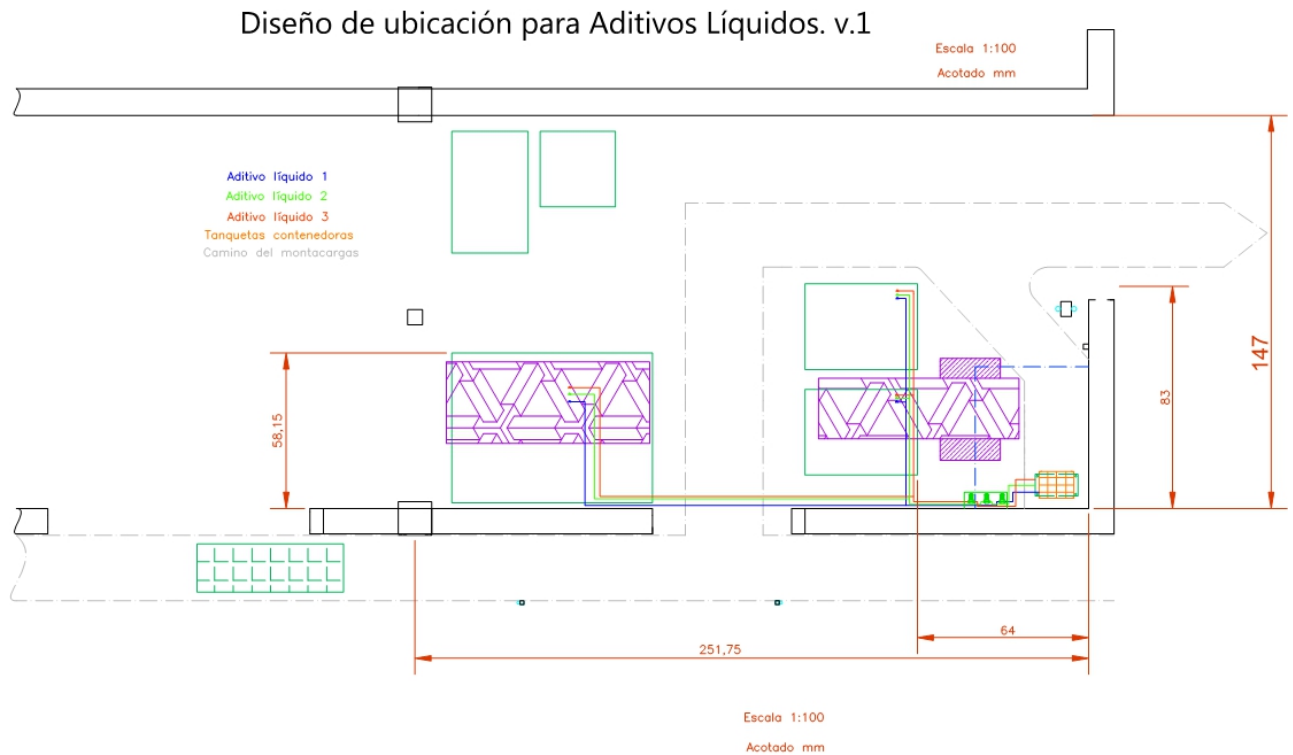 Diseño de ubicación para Aditivos Líquidos. v.1
Escala 1:100
Acotado mm
Aditivo líquido 1
Aditivo líquido 2
Aditivo líquido 3
Tanquetas contenedoras
Camino del montacargas
147
83
58,15
64
251,75
Escala 1:100
Acotado mm